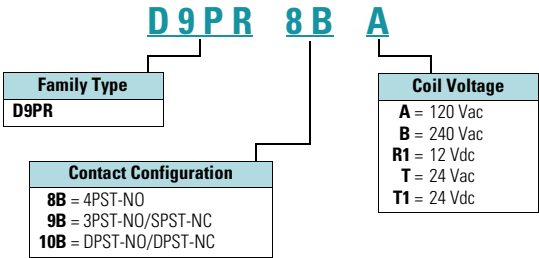 D9PR 8B A
Family Type
D9PR
Contact Configuration
8B = 4PST-NO
9B = 3PST-NO/SPST-NC
10B = DPST-NO/DPST-NC
Coil Voltage
A = 120 Vac
B = 240 Vac
R1 = 12 Vdc
T = 24 Vac
T1 = 24 Vdc